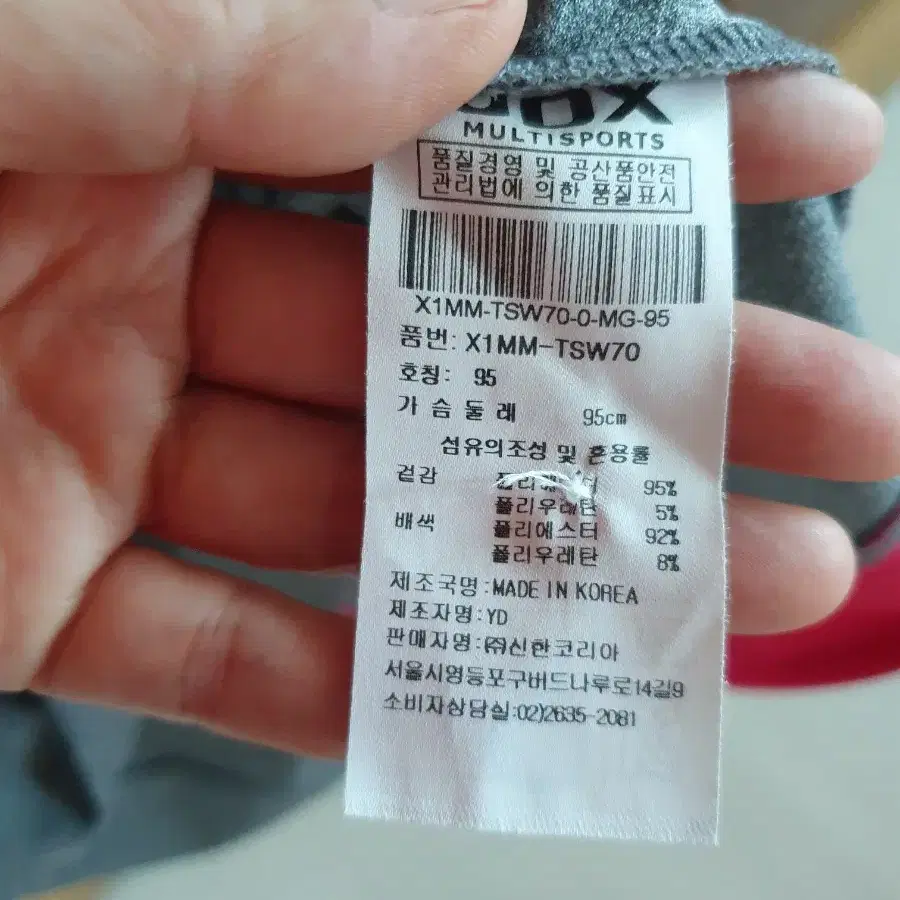 MULTISPORTS
품질경영 및 공산품안전
관리법에 의한 품질표시
X1MM-TSW70-0-MG-95
품번: X1MM-TSW70
호칭: 95
가 슴 둘 레 95cm
섬유의조성 및 혼용률
겉감 95%
폴리우레탄 5%
배색 폴리에스터 92%
폴리우레탄 8%
제조국명:MADE IN KOREA
제조자명:YD
판매자명:㈜신한코리아
서울시영등포구버드나루로14길9
소비자상담실:02)2635-2081